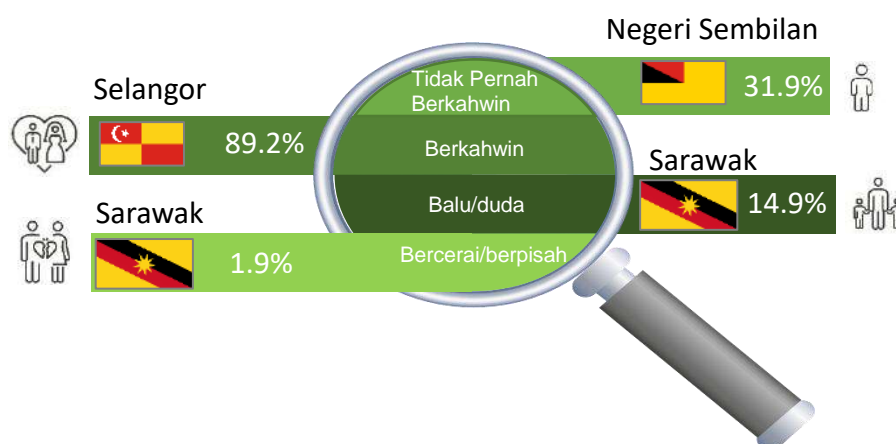 Negeri Sembilan
Tidak Pernah
Berkahwin
31.9%
Selangor
89.2%
Berkahwin
Sarawak
Balu/duda
14.9%
Sarawak
1.9%
Bercerai/berpisah